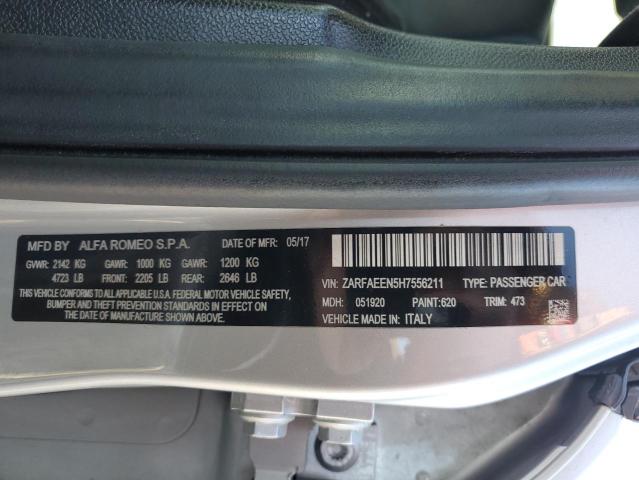 MFD BY ALFA ROMEO S.P.A. DATE OF MFR: 05/17
GVWR: 2142 KG GAWR: 1000 KG GAWR: 1200 KG
4723 LB FRONT: 2205 LB REAR: 2646 LB
THIS VEHICLE CONFORMS TO ALL APPLICABLE U.S.A. FEDERAL MOTOR VEHICLE SAFETY,
BUMPER, AND THEFT PREVENTION STANDARDS IN EFFECT ON
THE DATE OF MANUFACTURE SHOWN ABOVE.
VIN: ZARFAEEN5H7556211 TYPE: PASSENGER CAR
MDH: 051920 PAINT:620 TRIM: 473
VEHICLE MADE IN: ITALY